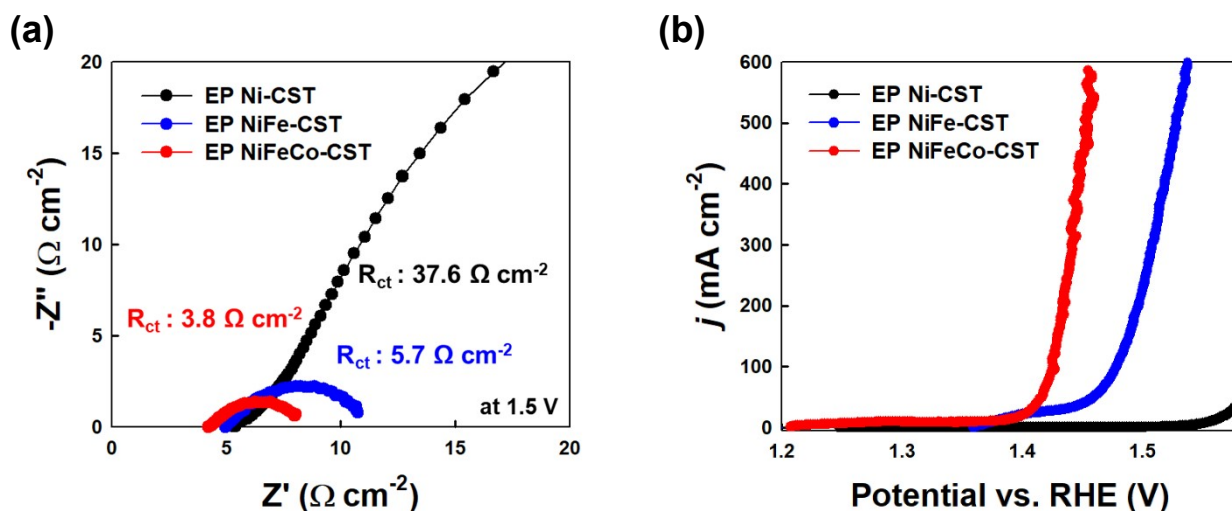 (a)
20
15
10
5
0
-Z'' (Ω cm⁻²)
EP Ni-CST
EP NiFe-CST
EP NiFeCo-CST
R_ct : 37.6 Ω cm⁻²
R_ct : 3.8 Ω cm⁻²
R_ct : 5.7 Ω cm⁻²
at 1.5 V
0 5 10 15 20
Z' (Ω cm⁻²)
(b)
600
500
400
300
200
100
0
j (mA cm⁻²)
EP Ni-CST
EP NiFe-CST
EP NiFeCo-CST
1.2 1.3 1.4 1.5
Potential vs. RHE (V)